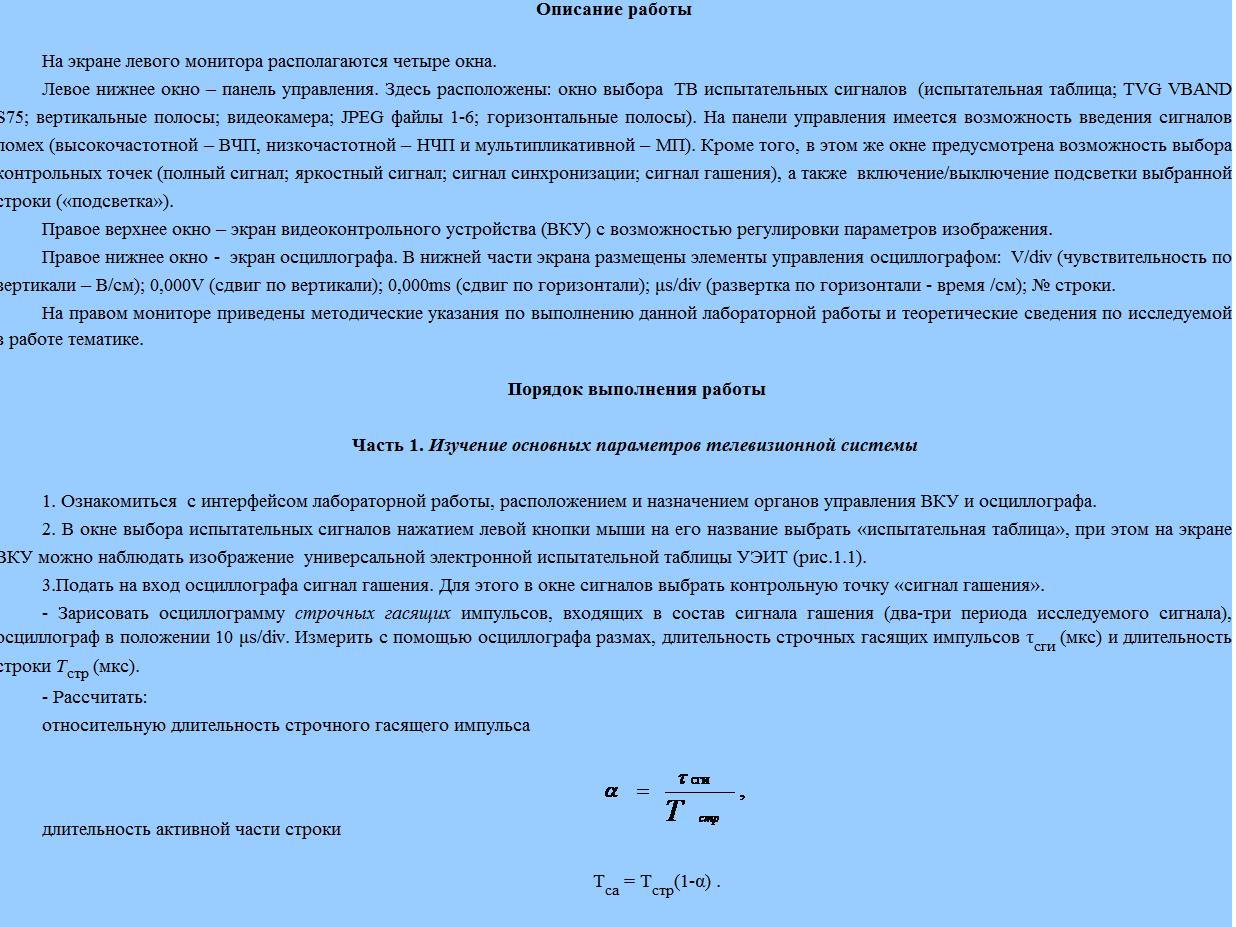 Описание работы
На экране левого монитора располагаются четыре окна.
Левое нижнее окно – панель управления. Здесь расположены: окно выбора ТВ испытательных сигналов (испытательная таблица; TVG VBAND
S75; вертикальные полосы; видеокамера; JPEG файлы 1-6; горизонтальные полосы). На панели управления имеется возможность введения сигналов
помех (высокочастотной – ВЧП, низкочастотной – НЧП и мультипликативной – МП). Кроме того, в этом же окне предусмотрена возможность выбора
контрольных точек (полный сигнал; яркостный сигнал; сигнал синхронизации; сигнал гашения), а также включение/выключение подсветки выбранной
строки («подсветка»).
Правое верхнее окно – экран видеоконтрольного устройства (ВКУ) с возможностью регулировки параметров изображения.
Правое нижнее окно - экран осциллографа. В нижней части экрана размещены элементы управления осциллографом: V/div (чувствительность по
вертикали – В/см); 0,000V (сдвиг по вертикали); 0,000ms (сдвиг по горизонтали); μs/div (развертка по горизонтали - время /см); № строки.
На правом мониторе приведены методические указания по выполнению данной лабораторной работы и теоретические сведения по исследуемой
в работе тематике.
Порядок выполнения работы
Часть 1. Изучение основных параметров телевизионной системы
1. Ознакомиться с интерфейсом лабораторной работы, расположением и назначением органов управления ВКУ и осциллографа.
2. В окне выбора испытательных сигналов нажатием левой кнопки мыши на его название выбрать «испытательная таблица», при этом на экране
ВКУ можно наблюдать изображение универсальной электронной испытательной таблицы УЭИТ (рис.1.1).
3.Подать на вход осциллографа сигнал гашения. Для этого в окне сигналов выбрать контрольную точку «сигнал гашения».
- Зарисовать осциллограмму строчных гасящих импульсов, входящих в состав сигнала гашения (два-три периода исследуемого сигнала),
осциллограф в положении 10 μs/div. Измерить с помощью осциллографа размах, длительность строчных гасящих импульсов τсги (мкс) и длительность
строки Tстр (мкс).
- Рассчитать:
относительную длительность строчного гасящего импульса
α = τ сги / T стр ,
длительность активной части строки
Тса = Тстр(1-α) .